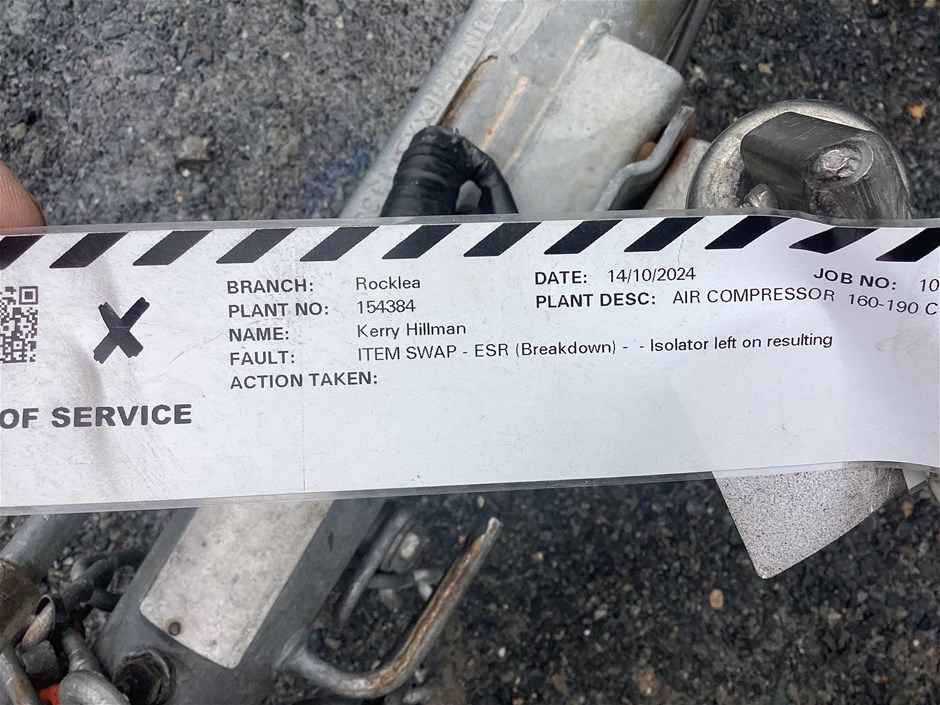 BRANCH: Rocklea
DATE: 14/10/2024
JOB NO: 10
PLANT NO: 154384
PLANT DESC: AIR COMPRESSOR 160-190 C
NAME: Kerry Hillman
FAULT: ITEM SWAP - ESR (Breakdown) - - Isolator left on resulting
ACTION TAKEN:
OF SERVICE